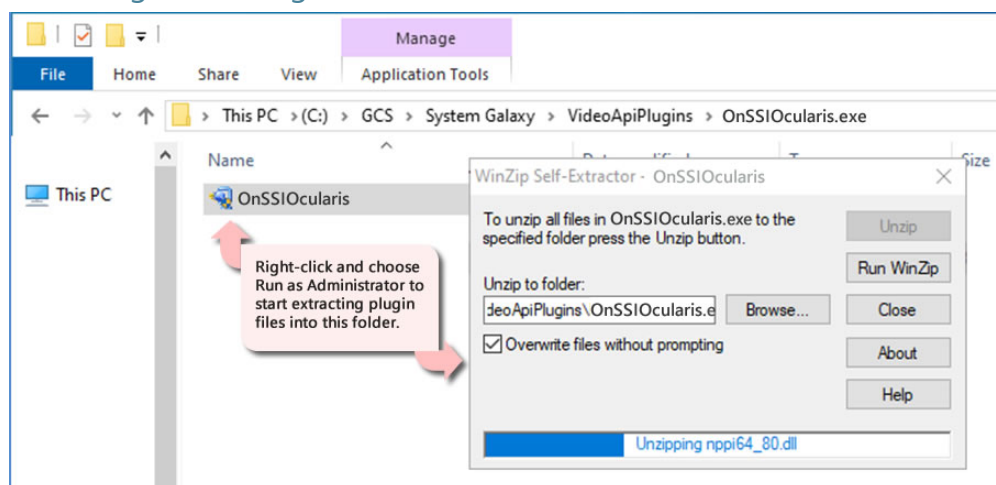 Manage
File Home Share View Application Tools
This PC > (C:) > GCS > System Galaxy > VideoApiPlugins > OnSSIOcularis.exe
Name Size
This PC
OnSSIOcularis
Right-click and choose
Run as Administrator to
start extracting plugin
files into this folder.
WinZip Self-Extractor - OnSSIOcularis
To unzip all files in OnSSIOcularis.exe to the
specified folder press the Unzip button.
Unzip
Run WinZip
Unzip to folder:
deoApiPlugins\OnSSIOcularis.e Browse... Close
Overwrite files without prompting
About
Help
Unzipping nppi64_80.dll